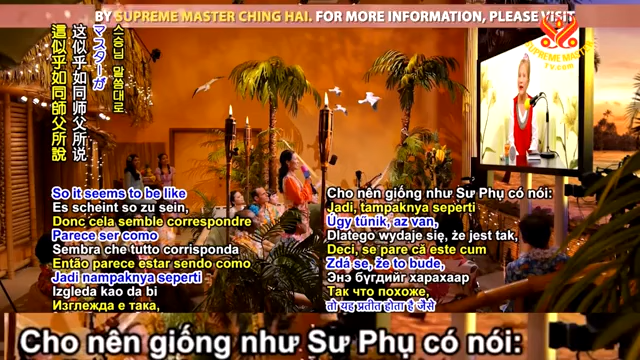 BY SUPREME MASTER CHING HAI. FOR MORE INFORMATION, PLEASE VISIT
SUPREME MASTER
TV.com
스승님 말씀대로
マスターが
这似乎如同师父所说
這似乎如同師父所說
So it seems to be like
Es scheint so zu sein,
Donc cela semble correspondre
Parece ser como
Sembra che tutto corrisponda
Então parece estar sendo como
Jadi nampaknya seperti
Izgleda kao da bi
Изглежда е така,
Cho nên giống như Sư Phụ có nói:
Jadi, tampaknya seperti
Úgy tűnik, az van,
Dlatego wydaje się, że jest tak,
Deci, se pare că este cum
Zdá se, že to bude,
Энэ бүгдийг харахаар
Так что похоже,
तो यह प्रतीत होता है जैसे
Cho nên giống như Sư Phụ có nói: